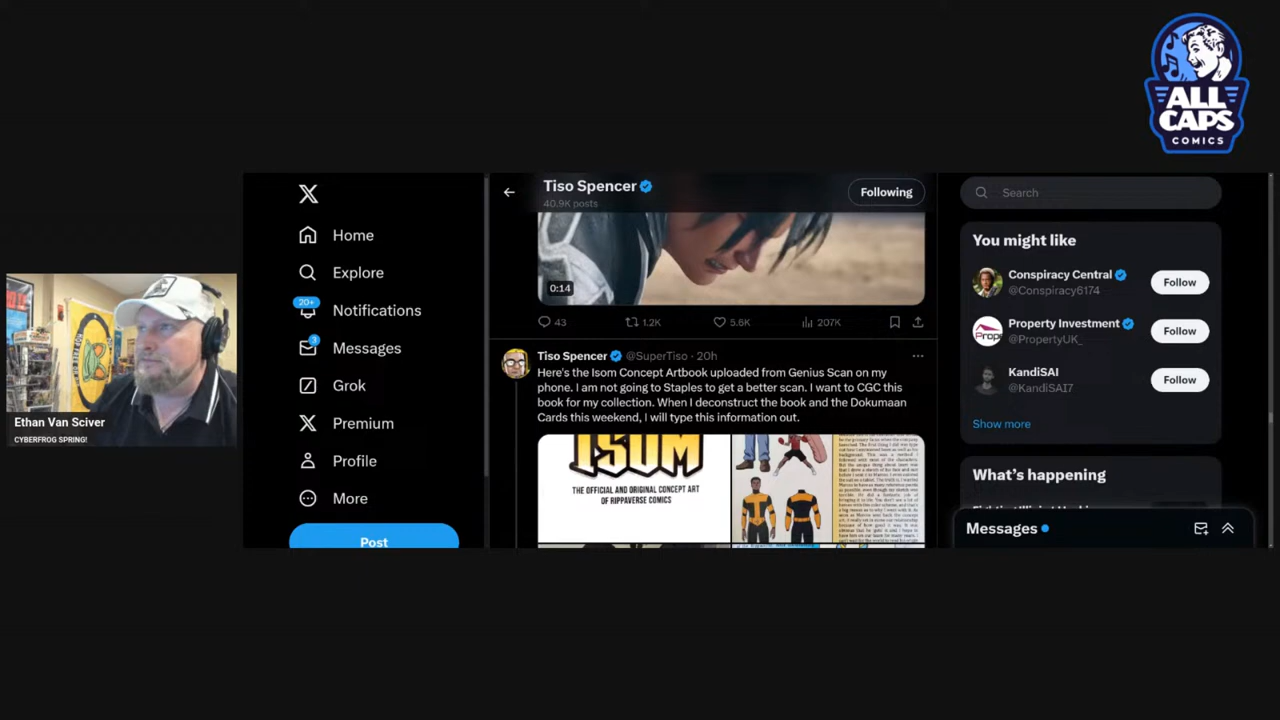 ALL
CAPS
COMICS
Ethan Van Sciver
CYBERFROG SPRING!
Home
Explore
20+
Notifications
3
Messages
Grok
Premium
Profile
More
Post
Tiso Spencer
40.9K posts
Following
0:14
43
1.2K
5.6K
207K
Tiso Spencer @SuperTiso · 20h
Here's the Isom Concept Artbook uploaded from Genius Scan on my
phone. I am not going to Staples to get a better scan. I want to CGC this
book for my collection. When I deconstruct the book and the Dokumaan
Cards this weekend, I will type this information out.
ISOM
THE OFFICIAL AND ORIGINAL CONCEPT ART
OF RIPPAVERSE COMICS
Search
You might like
Conspiracy Central
@Conspiracy6174
Follow
Property Investment
@PropertyUK_
Follow
KandiSAI
@KandiSAI7
Follow
Show more
What's happening
Messages